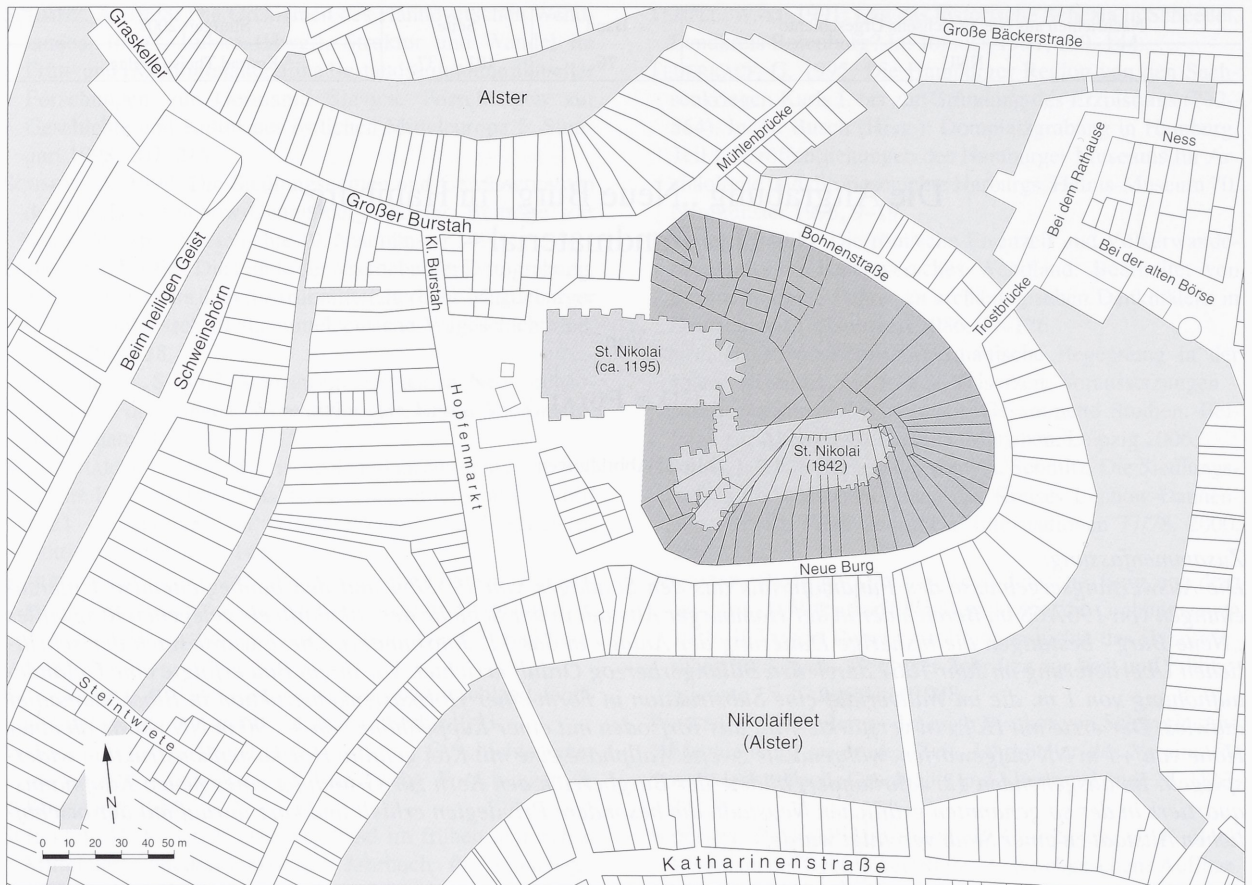 Graskeller
Große Bäckerstraße
Alster
Mühlenbrücke
Ness
Bei dem Rathause
Großer Burstah
Kl. Burstah
Bohnenstraße
Bei der alten Börse
Beim heiligen Geist
Schweinshörn
Trostbrücke
St. Nikolai
(ca. 1195)
Hopfenmarkt
St. Nikolai
(1842)
Neue Burg
Steintwiete
Nikolaifleet
(Alster)
N
0 10 20 30 40 50 m
Katharinenstraße